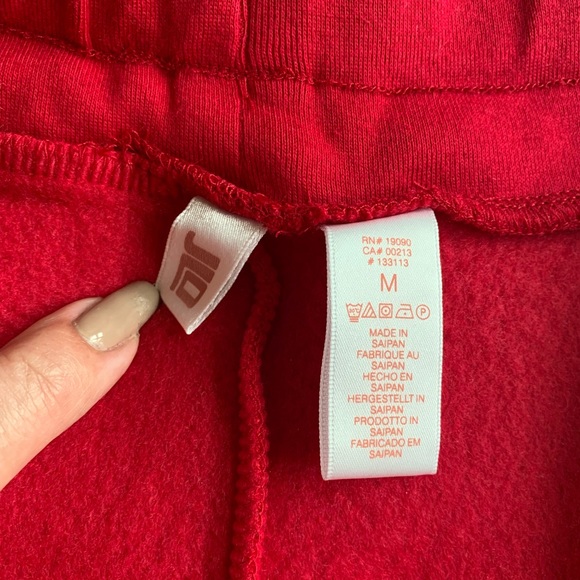 RN# 19090
CA# 00213
# 133113
M
MADE IN
SAIPAN
FABRIQUE AU
SAIPAN
HECHO EN
SAIPAN
HERGESTELLT IN
SAIPAN
PRODOTTO IN
SAIPAN
FABRICADO EM
SAIPAN